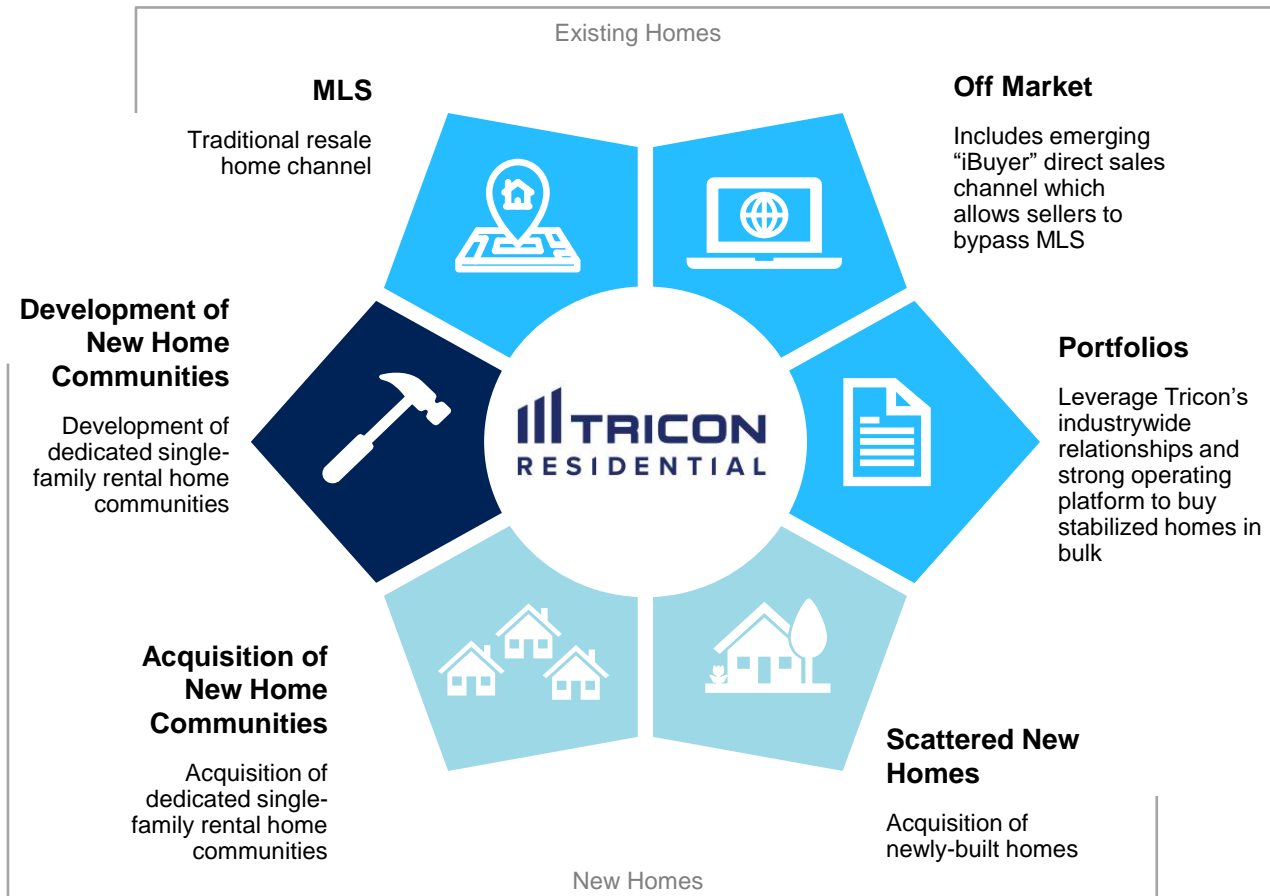 Existing Homes
MLS
Traditional resale
home channel
Off Market
Includes emerging
“iBuyer” direct sales
channel which
allows sellers to
bypass MLS
Development of
New Home
Communities
Development of
dedicated single-
family rental home
communities
TRICON
RESIDENTIAL
Portfolios
Leverage Tricon’s
industrywide
relationships and
strong operating
platform to buy
stabilized homes in
bulk
Acquisition of
New Home
Communities
Acquisition of
dedicated single-
family rental home
communities
Scattered New
Homes
Acquisition of
newly-built homes
New Homes